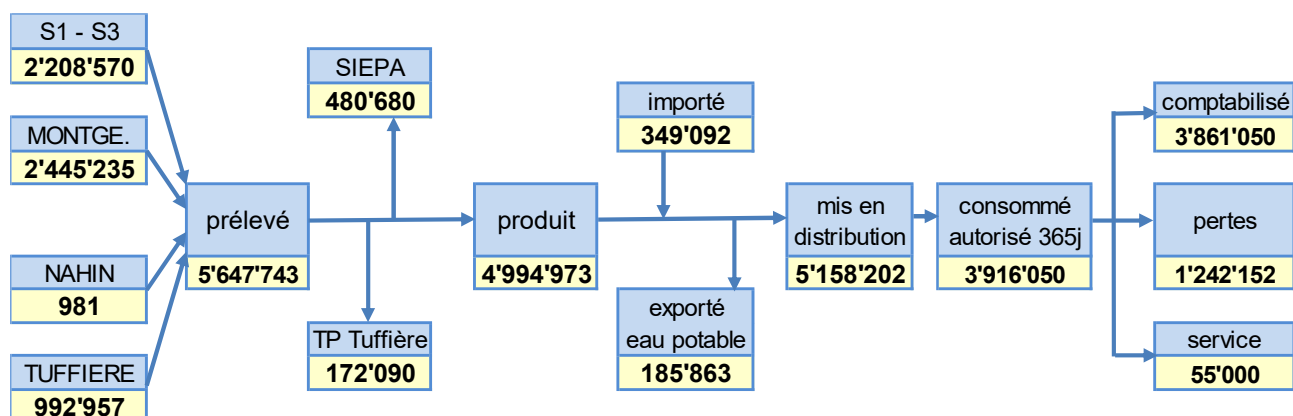 S1 - S3
2'208'570
MONTGE.
2'445'235
NAHIN
981
TUFFIERE
992'957
prélevé
5'647'743
SIEPA
480'680
TP Tuffière
172'090
produit
4'994'973
importé
349'092
exporté
eau potable
185'863
mis en
distribution
5'158'202
consommé
autorisé 365j
3'916'050
comptabilisé
3'861'050
pertes
1'242'152
service
55'000